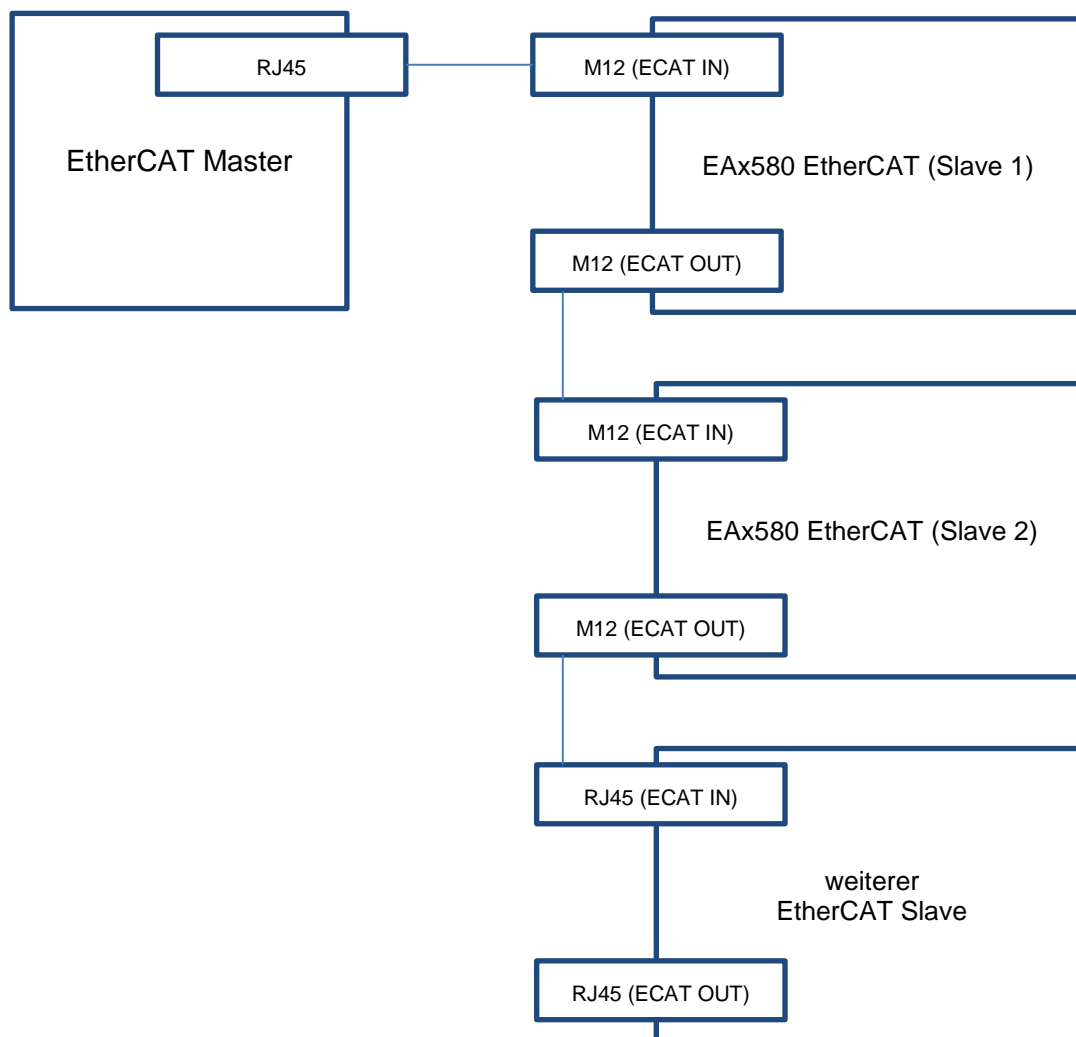 RJ45
EtherCAT Master
M12 (ECAT IN)
EAx580 EtherCAT (Slave 1)
M12 (ECAT OUT)
M12 (ECAT IN)
EAx580 EtherCAT (Slave 2)
M12 (ECAT OUT)
RJ45 (ECAT IN)
weiterer
EtherCAT Slave
RJ45 (ECAT OUT)